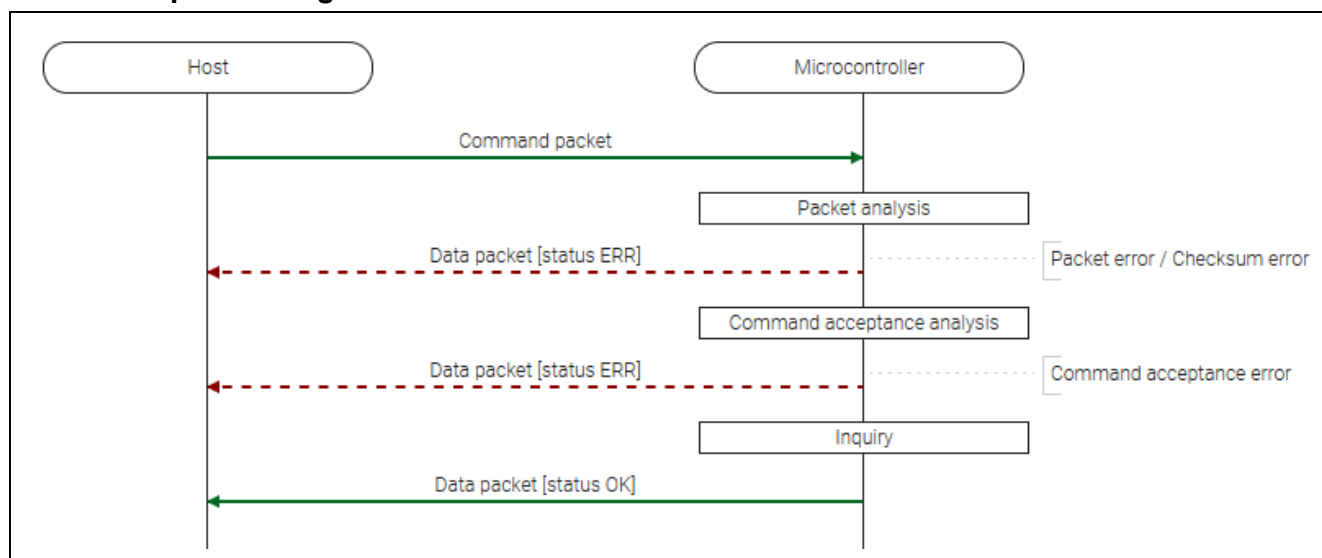 Host
Microcontroller
Command packet
Packet analysis
Data packet [status ERR]
Packet error / Checksum error
Command acceptance analysis
Data packet [status ERR]
Command acceptance error
Inquiry
Data packet [status OK]